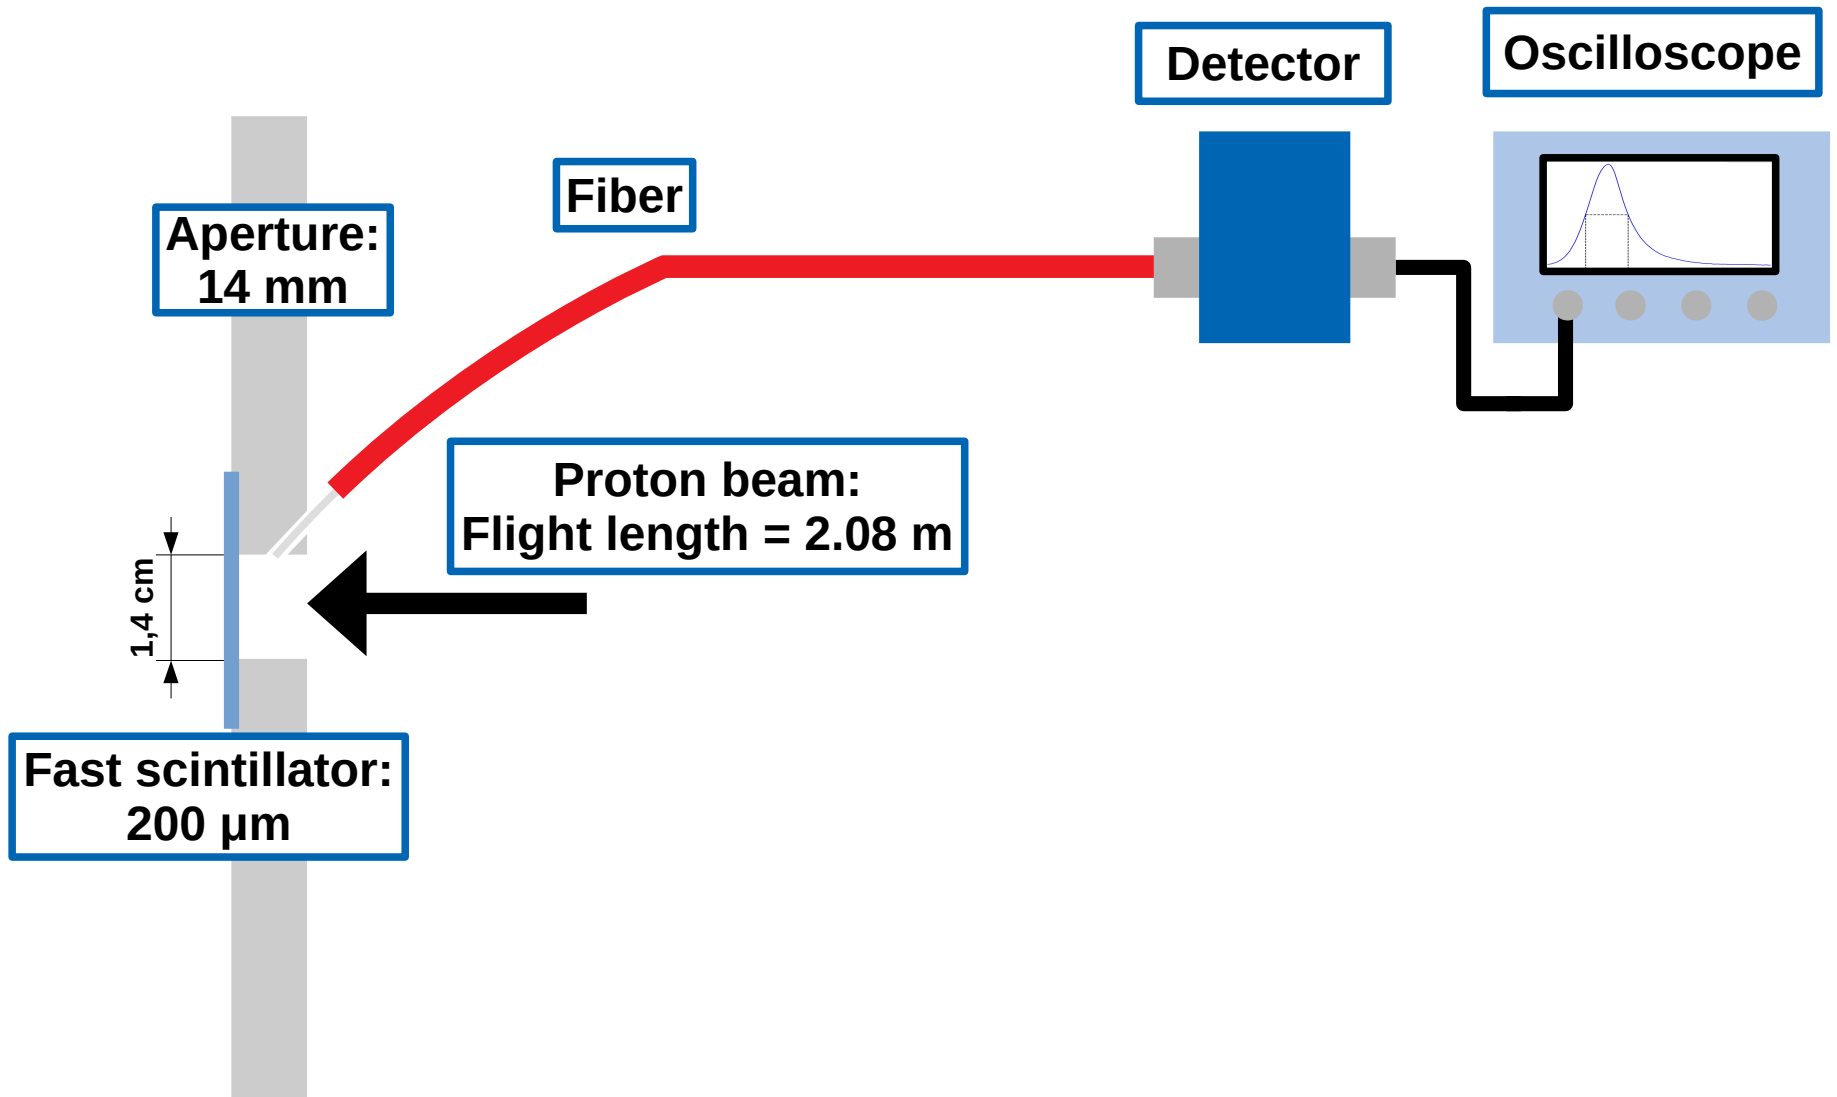 Detector
Oscilloscope
Fiber
Aperture:
14 mm
Proton beam:
Flight length = 2.08 m
1,4 cm
Fast scintillator:
200 µm